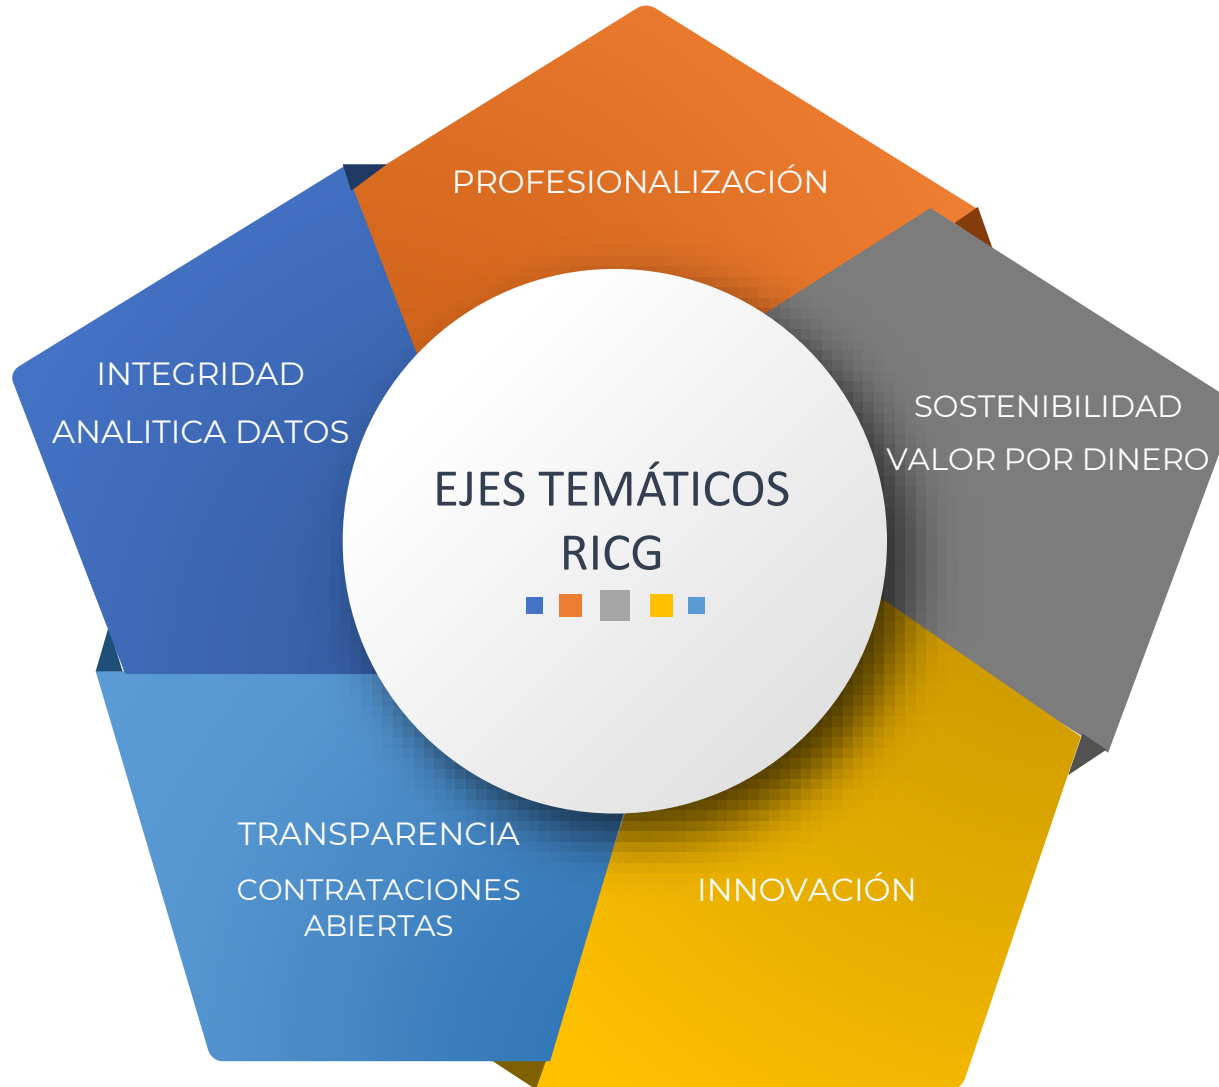 PROFESIONALIZACIÓN
INTEGRIDAD
ANALITICA DATOS
SOSTENIBILIDAD
VALOR POR DINERO
EJES TEMÁTICOS
RICG
TRANSPARENCIA
CONTRATACIONES
ABIERTAS
INNOVACIÓN